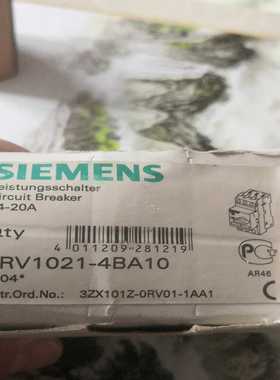 SIEMENS
eistungsschalter
ircuit Breaker
4-20A
ty
4 011209 281219
RV1021-4BA10
04*
tr.Ord.No.: 3ZX101Z-0RV01-1AA1
AR46